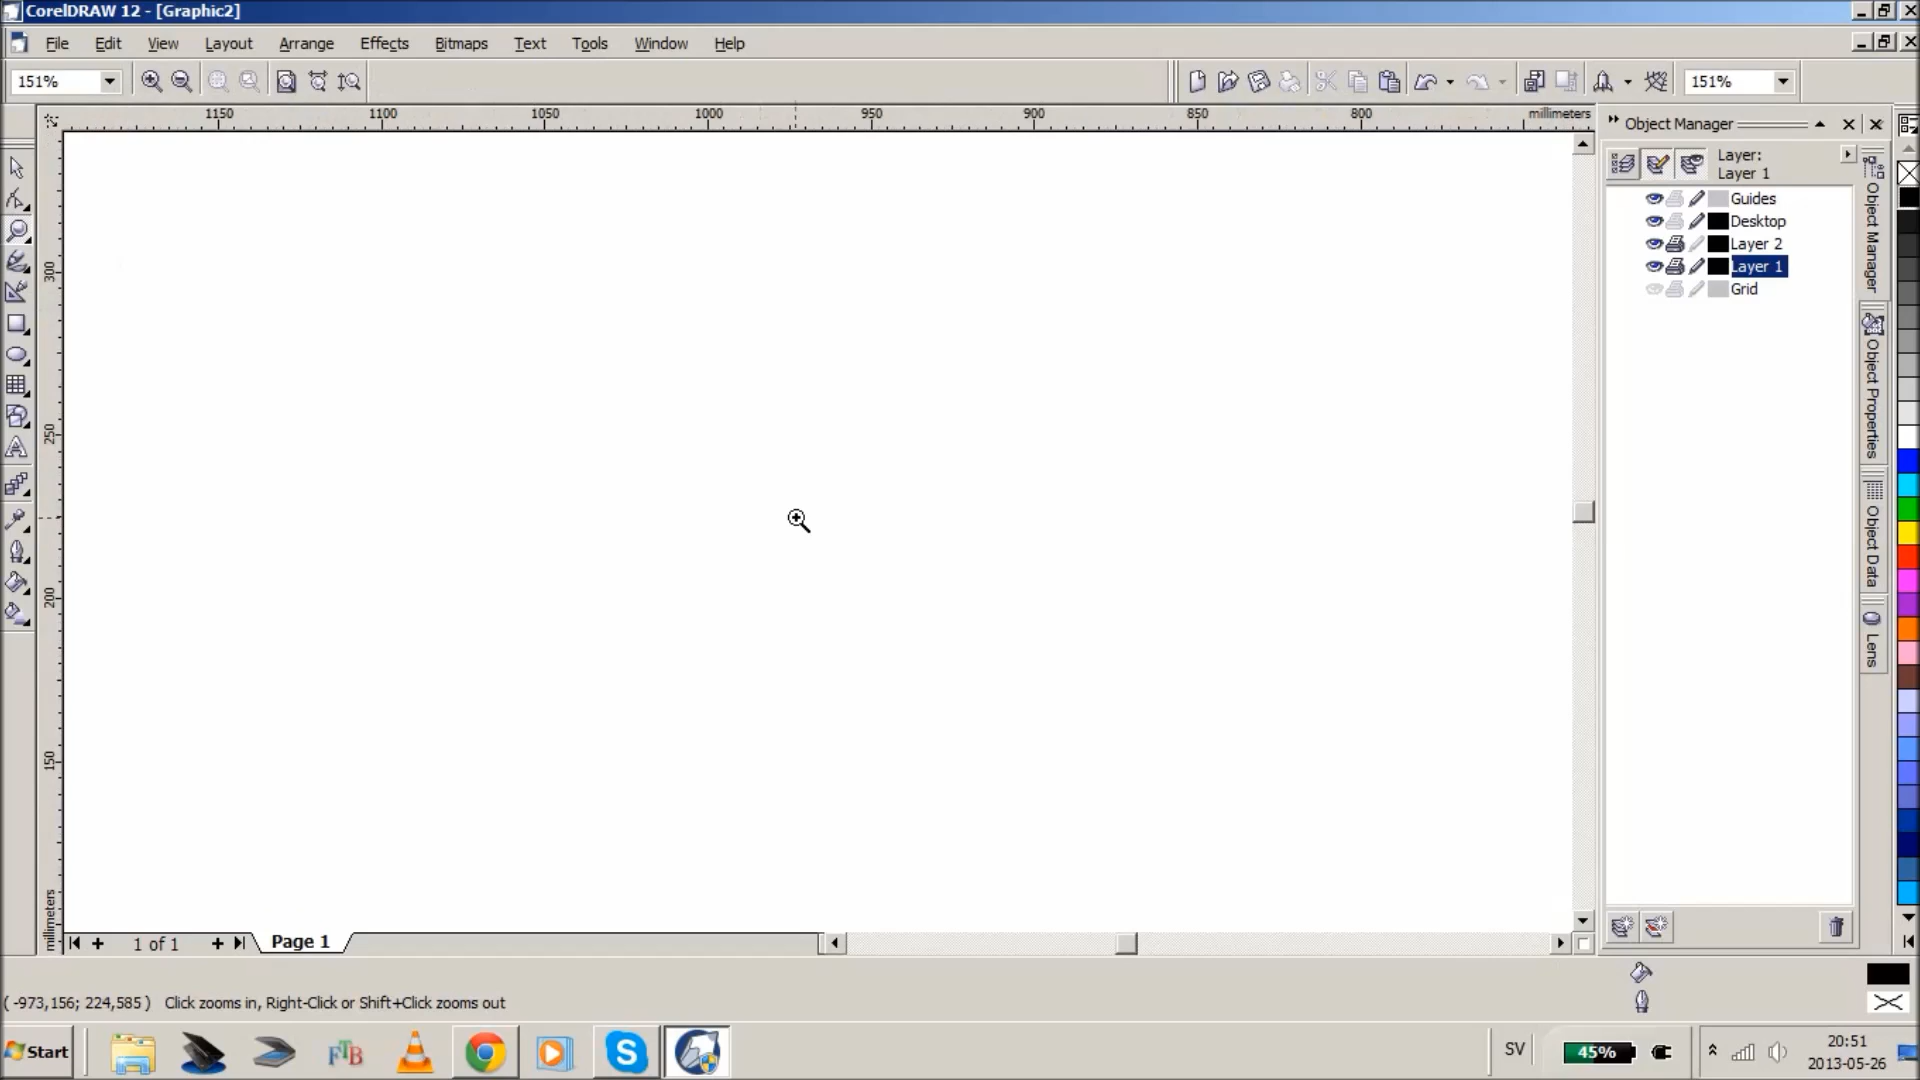 CorelDRAW 12 - [Graphic2]
File Edit View Layout Arrange Effects Bitmaps Text Tools Window Help
151% 151%
1150 1100 1050 1000 950 900 850 800 millimeters
Object Manager
Layer:
Layer 1
Guides
Desktop
Layer 2
Layer 1
Grid
Object Manager
Object Properties
Object Data
Lens
300
250
200
150
millimeters
1 of 1 Page 1
( -973,156; 224,585 ) Click zooms in, Right-Click or Shift+Click zooms out
Start FTB S SV 45% 20:51
2013-05-26